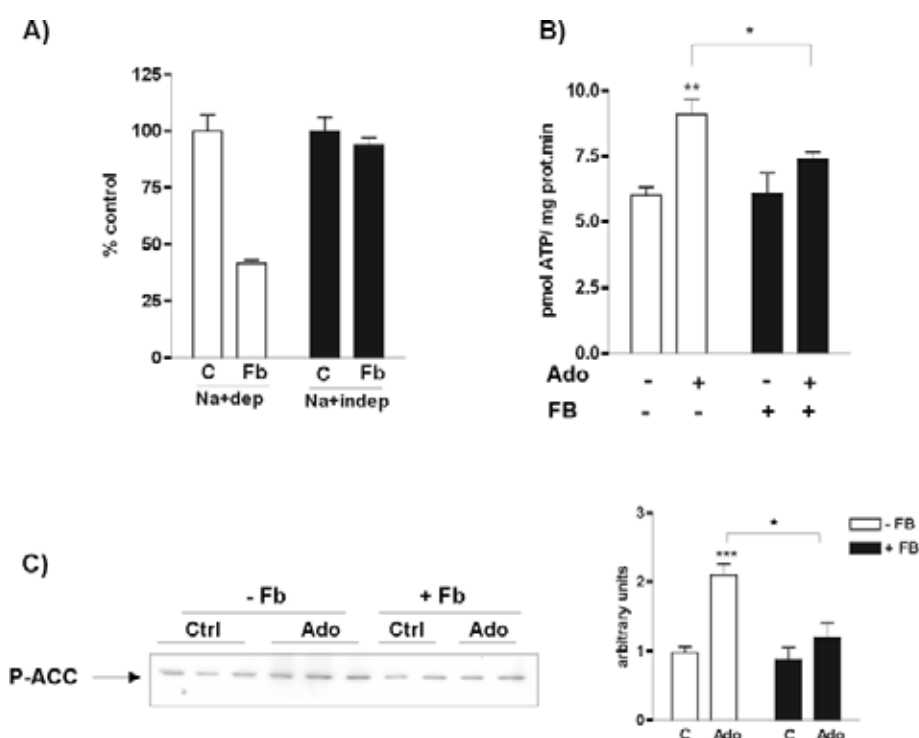 A)
125
100
75
50
25
0
% control
C Fb C Fb
Na+dep Na+indep
B)
*
**
10.0
7.5
5.0
2.5
0.0
pmol ATP/ mg prot.min
Ado - + - +
FB - - + +
C)
- Fb + Fb
Ctrl Ado Ctrl Ado
P-ACC
3
2
1
0
arbitrary units
*
***
- FB
+ FB
C Ado C Ado